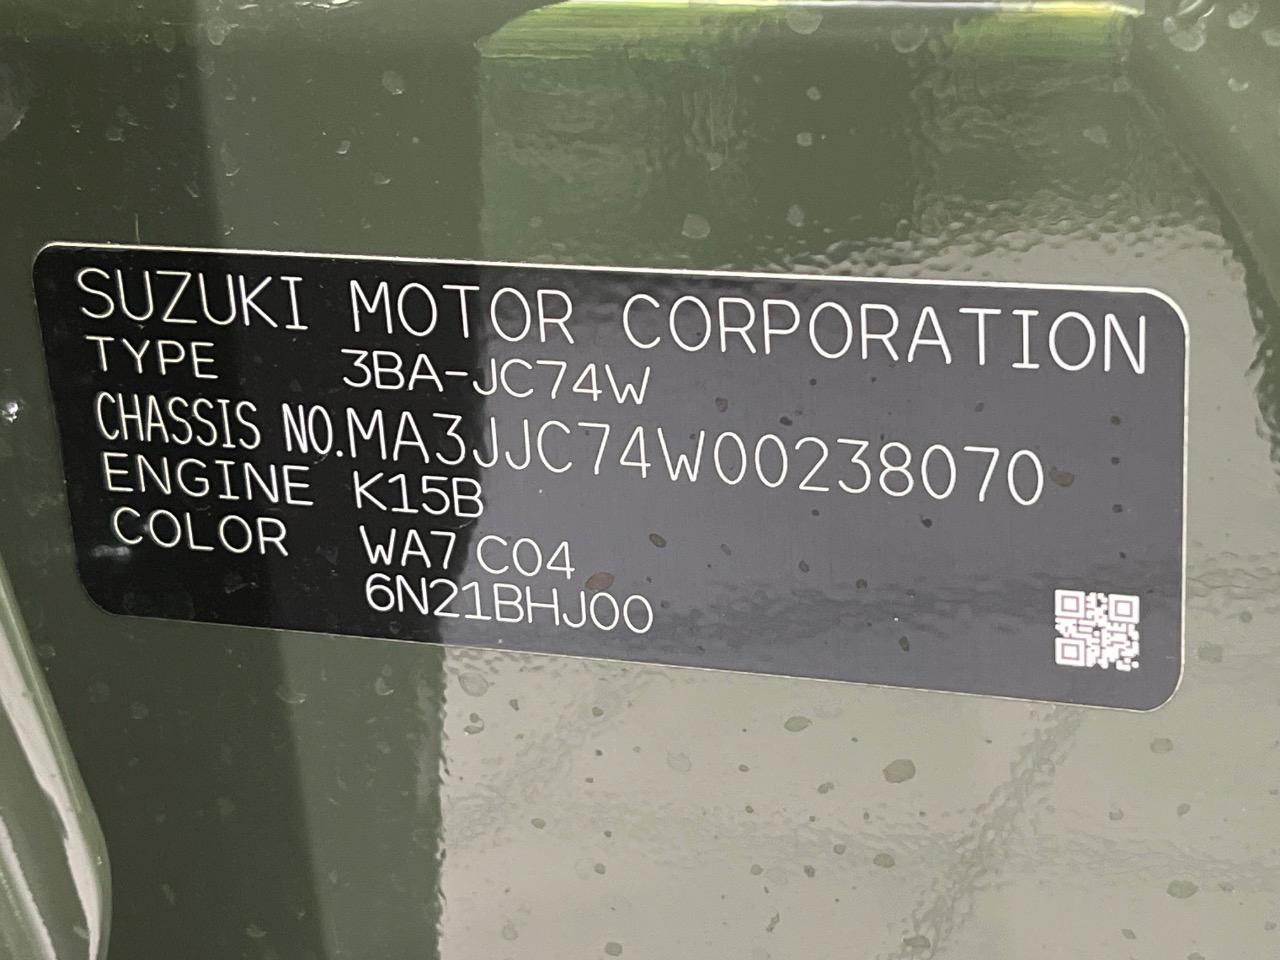 SUZUKI MOTOR CORPORATION
TYPE 3BA-JC74W
CHASSIS NO.MA3JJC74W00238070
ENGINE K15B
COLOR WA7 C04
6N21BHJ00